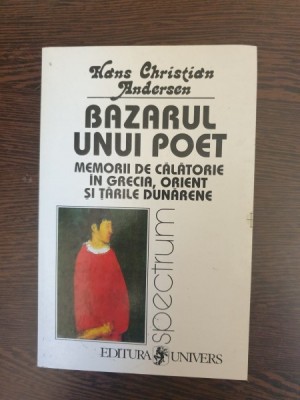 Hans Christian
Andersen
BAZARUL
UNUI POET
MEMORII DE CĂLĂTORIE
ÎN GRECIA, ORIENT
ȘI ȚĂRILE DUNĂRENE
spectrum
EDITURA UNIVERS